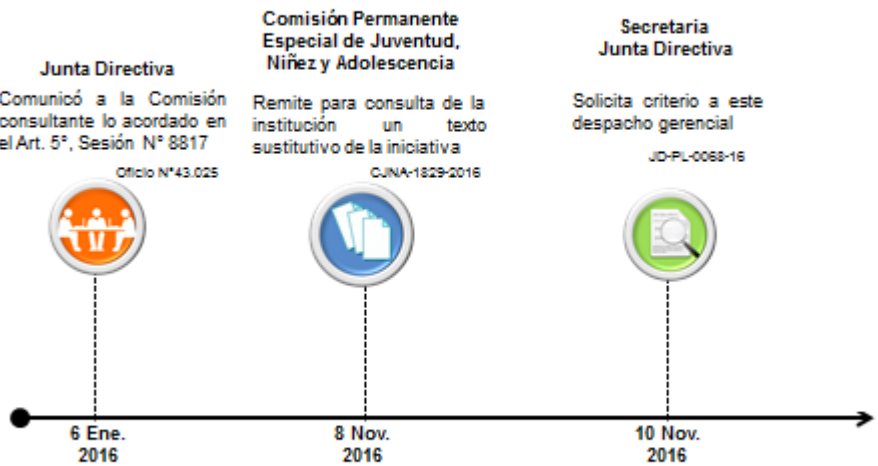 Junta Directiva
Comunicó a la Comisión
consultante lo acordado en
el Art. 5°, Sesión N° 8817
Oficio N°43.025
6 Ene.
2016
Comisión Permanente
Especial de Juventud,
Niñez y Adolescencia
Remite para consulta de la
institución un texto
sustitutivo de la iniciativa
CJNA-1829-2016
8 Nov.
2016
Secretaria
Junta Directiva
Solicita criterio a este
despacho gerencial
JD-PL-0068-16
10 Nov.
2016